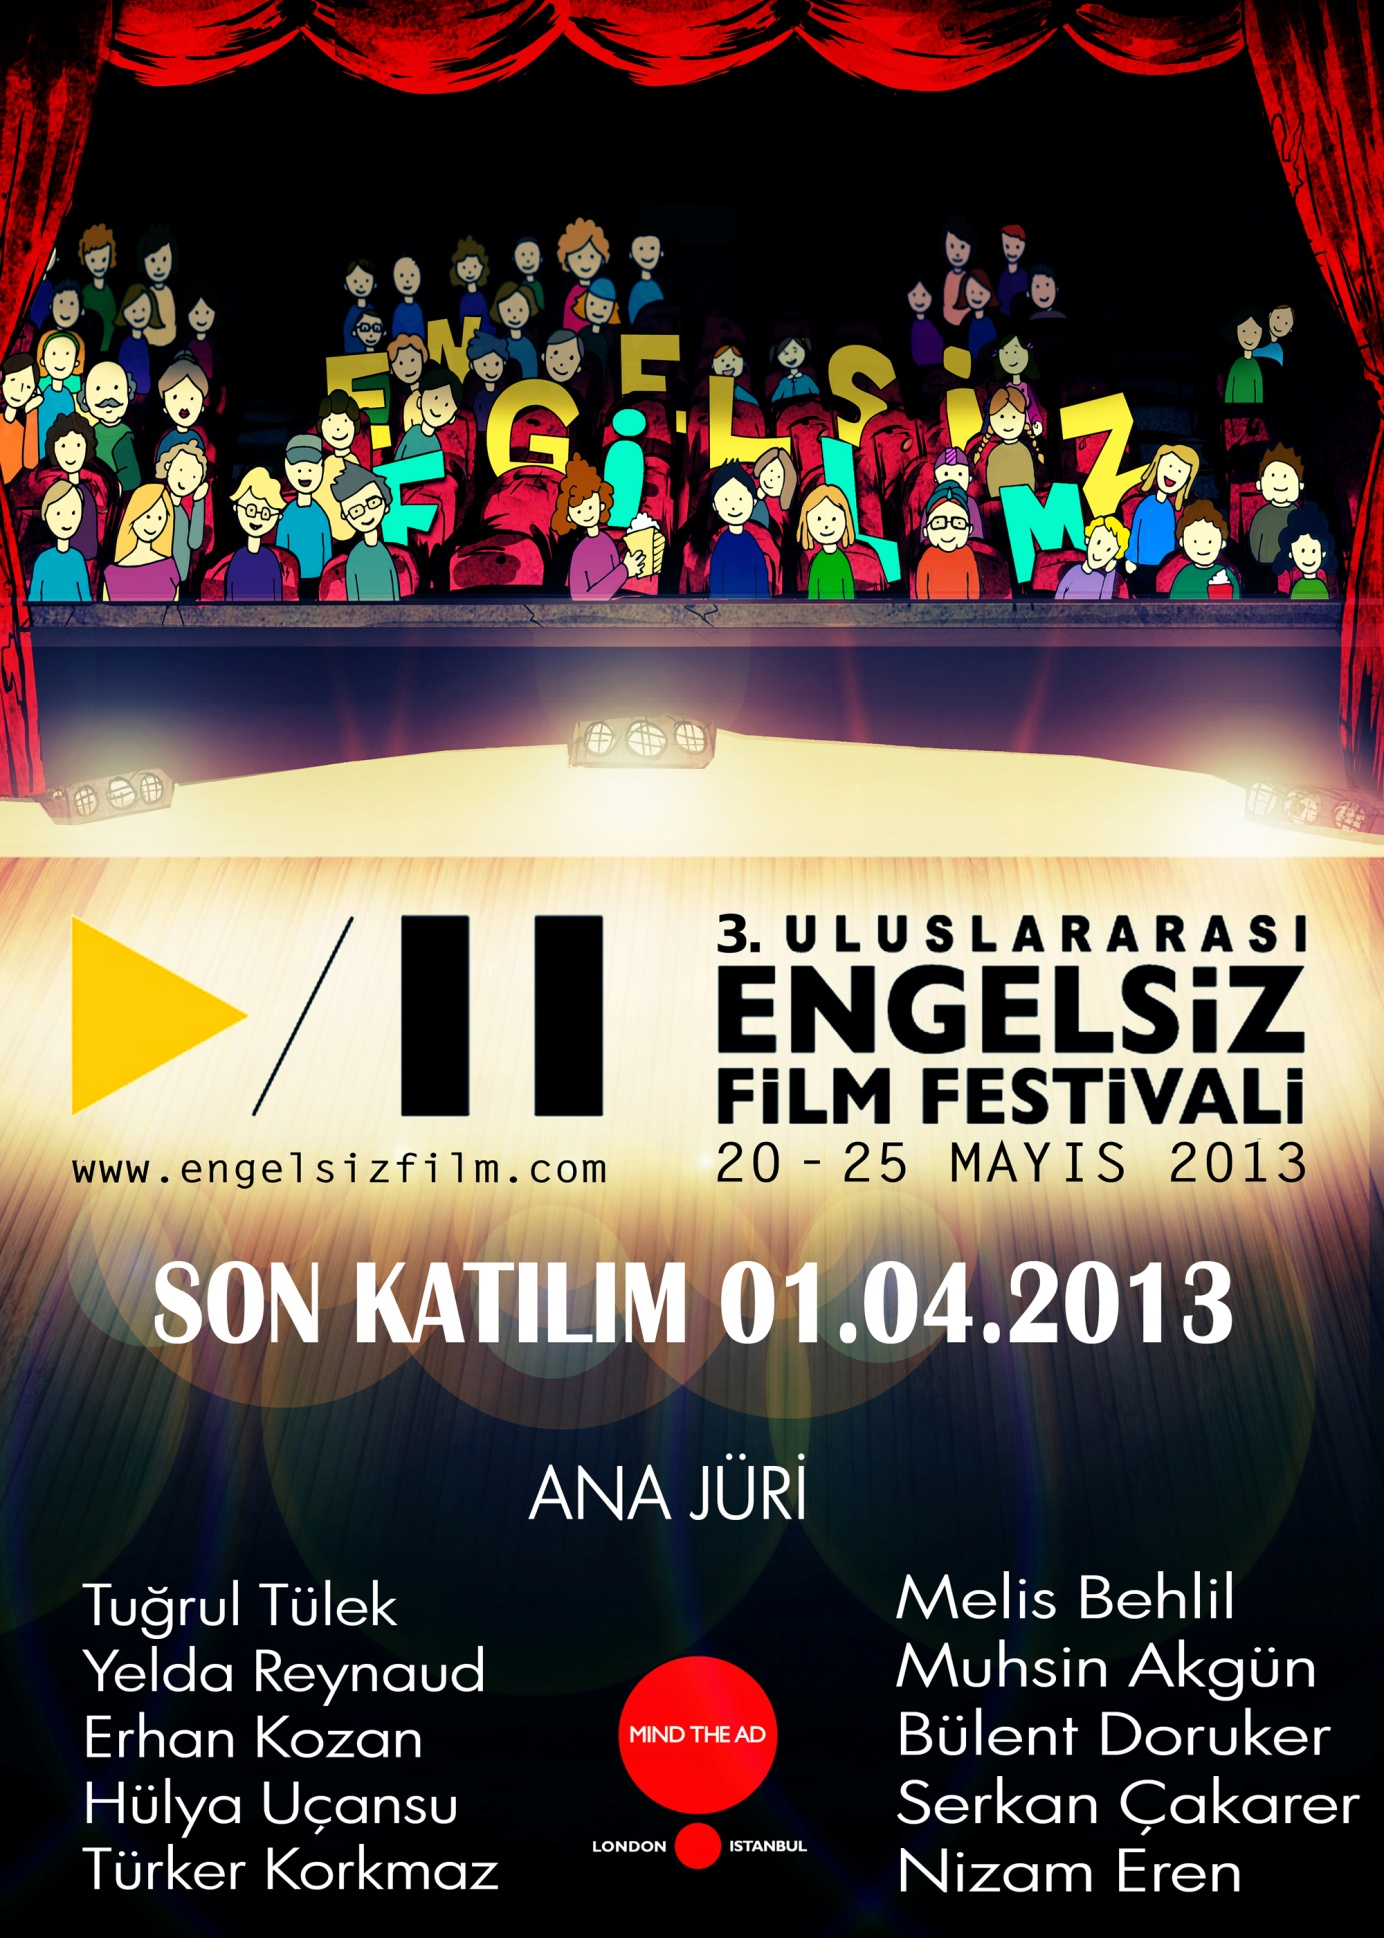 ENGELSiZ
FiLM
3. ULUSLARARASI
ENGELSiZ
FiLM FESTiVALi
20 - 25 MAYIS 2013
www.engelsizfilm.com
SON KATILIM 01.04.2013
ANA JÜRİ
Tuğrul Tülek
Yelda Reynaud
Erhan Kozan
Hülya Uçansu
Türker Korkmaz
Melis Behlil
Muhsin Akgün
Bülent Doruker
Serkan Çakarer
Nizam Eren
MIND THE AD
LONDON ISTANBUL